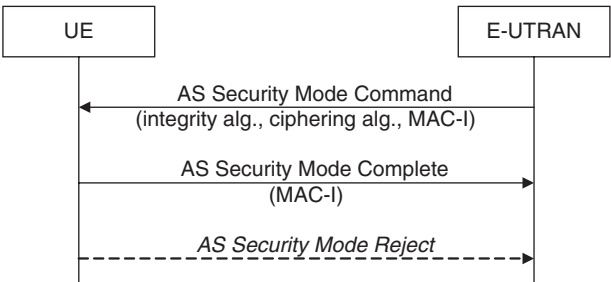 UE
E-UTRAN
AS Security Mode Command
(integrity alg., ciphering alg., MAC-I)
AS Security Mode Complete
(MAC-I)
AS Security Mode Reject